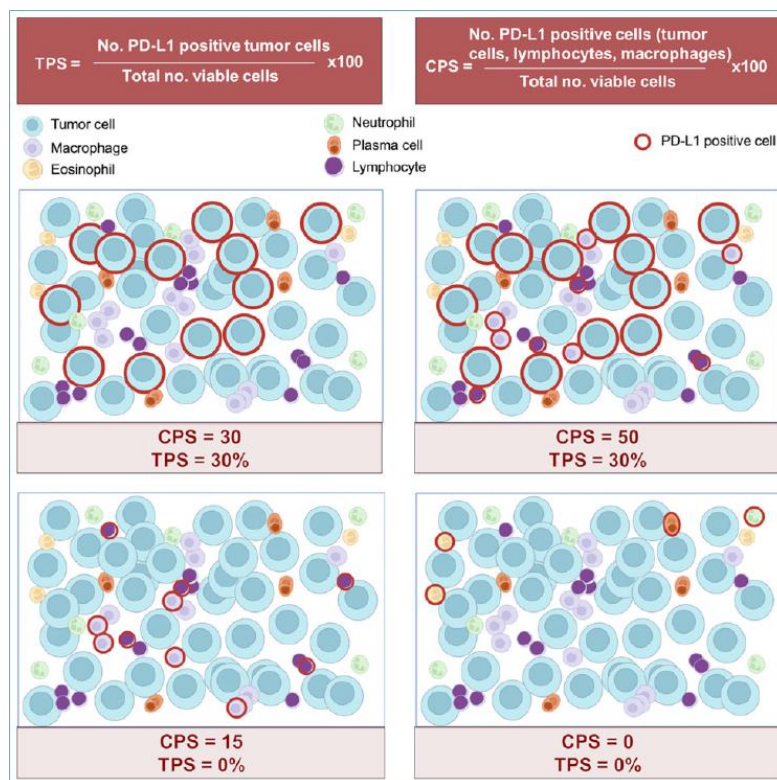 TPS = No. PD-L1 positive tumor cells x100
Total no. viable cells
No. PD-L1 positive cells (tumor
CPS = cells, lymphocytes, macrophages) x100
Total no. viable cells
Tumor cell
Macrophage
Eosinophil
Neutrophil
Plasma cell
Lymphocyte
PD-L1 positive cell
CPS = 30
TPS = 30%
CPS = 50
TPS = 30%
CPS = 15
TPS = 0%
CPS = 0
TPS = 0%